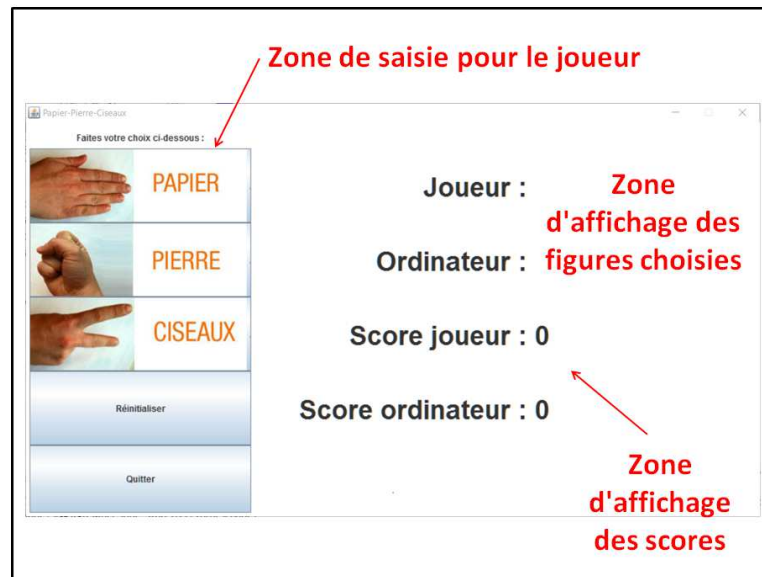 Zone de saisie pour le joueur
Papier-Pierre-Ciseaux
Faites votre choix ci-dessous :
PAPIER
PIERRE
CISEAUX
Réinitialiser
Quitter
Joueur :
Ordinateur :
Score joueur : 0
Score ordinateur : 0
Zone
d'affichage des
figures choisies
Zone
d'affichage
des scores